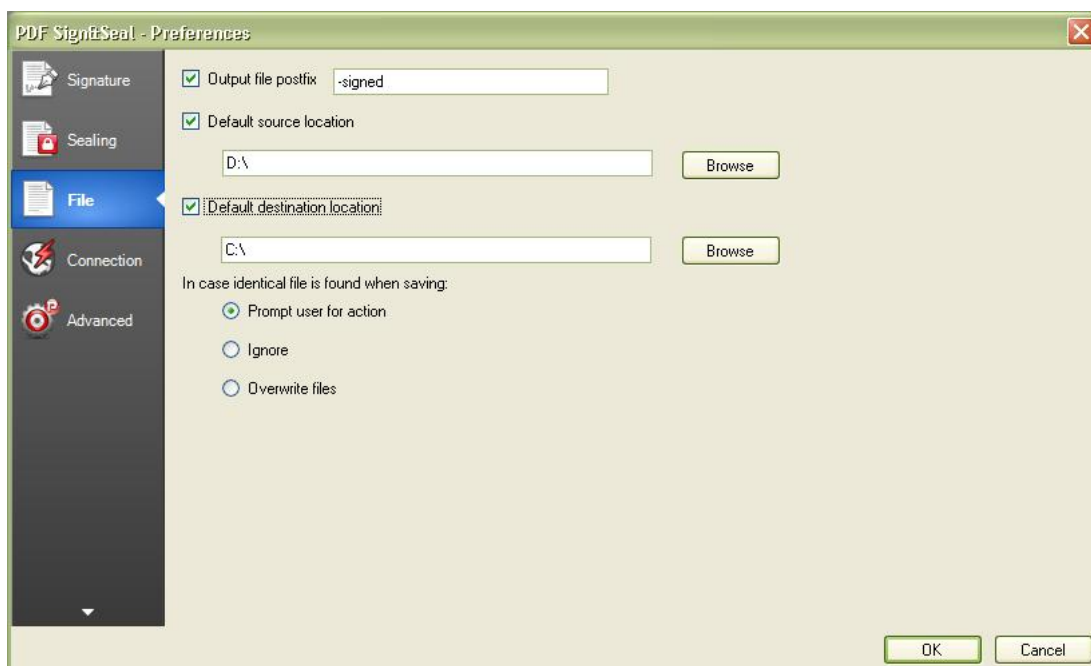 PDF Sign&Seal - Preferences
Signature
Sealing
File
Connection
Advanced
Output file postfix -signed
Default source location
D:\ Browse
Default destination location
C:\ Browse
In case identical file is found when saving:
Prompt user for action
Ignore
Overwrite files
OK Cancel